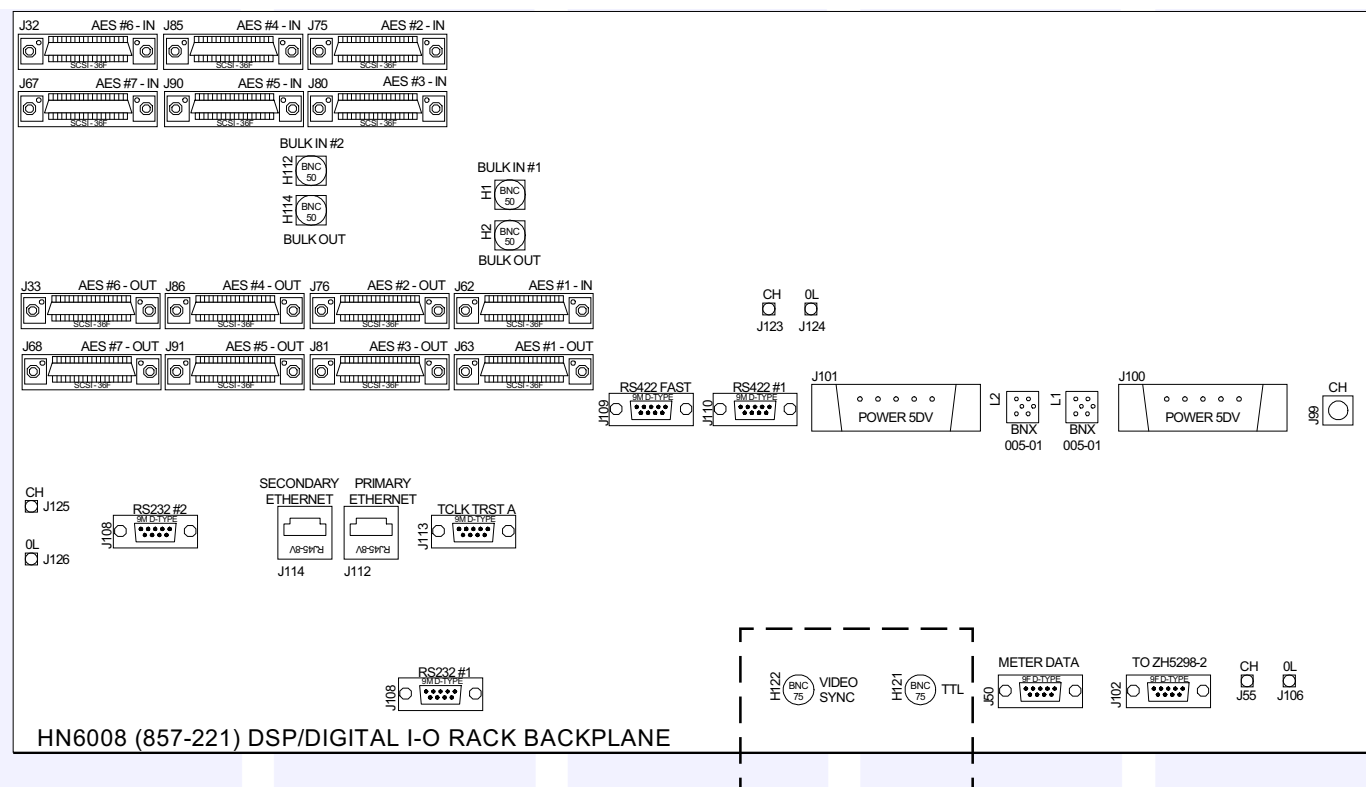 J32 AES #6 - IN J85 AES #4 - IN J75 AES #2 - IN
SCSI - 36F SCSI - 36F SCSI - 36F
J67 AES #7 - IN J90 AES #5 - IN J80 AES #3 - IN
SCSI - 36F SCSI - 36F SCSI - 36F
BULK IN #2
H112 BNC 50
H114 BNC 50
BULK OUT
BULK IN #1
H1 BNC 50
H2 BNC 50
BULK OUT
J33 AES #6 - OUT J86 AES #4 - OUT J76 AES #2 - OUT J62 AES #1 - IN
SCSI - 36F SCSI - 36F SCSI - 36F SCSI - 36F
J68 AES #7 - OUT J91 AES #5 - OUT J81 AES #3 - OUT J63 AES #1 - OUT
SCSI - 36F SCSI - 36F SCSI - 36F SCSI - 36F
CH 0L
J123 J124
RS422 FAST
9M D-TYPE
J109
RS422 #1
9M D-TYPE
J110
J101
POWER 5DV
L2
BNX
005-01
L1
BNX
005-01
J100
POWER 5DV
CH
J99
CH
J125
0L
J126
RS232 #2
9M D-TYPE
J108
SECONDARY
ETHERNET
RJ45-8V
J114
PRIMARY
ETHERNET
RJ45-8V
J112
TCLK TRST A
9M D-TYPE
J113
RS232 #1
9M D-TYPE
J108
H122 BNC 75 VIDEO SYNC
H121 BNC 75 TTL
METER DATA
9F D-TYPE
J50
TO ZH5298-2
9F D-TYPE
J102
CH 0L
J55 J106
HN6008 (857-221) DSP/DIGITAL I-O RACK BACKPLANE